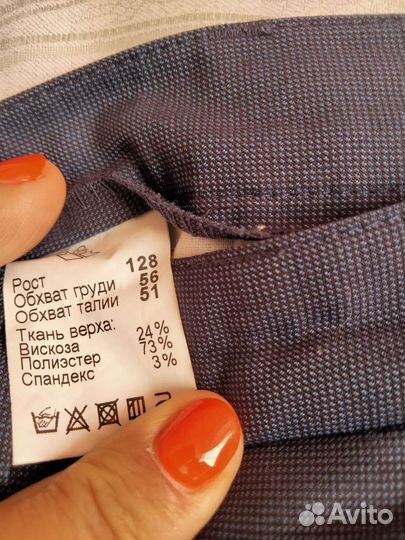 Рост 128
Обхват груди 56
Обхват талии 51
Ткань верха:
Вискоза 24%
Полиэстер 73%
Спандекс 3%
Avito